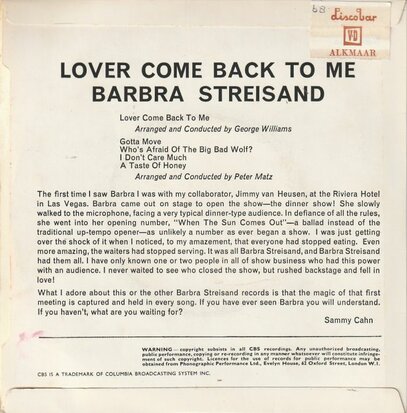 58
discobar
V·D
ALKMAAR
LOVER COME BACK TO ME
BARBRA STREISAND
Lover Come Back To Me
Arranged and Conducted by George Williams
Gotta Move
Who's Afraid Of The Big Bad Wolf?
I Don't Care Much
A Taste Of Honey
Arranged and Conducted by Peter Matz
The first time I saw Barbra I was with my collaborator, Jimmy van Heusen, at the Riviera Hotel
in Las Vegas. Barbra came out on stage to open the show—the dinner show! She slowly
walked to the microphone, facing a very typical dinner-type audience. In defiance of all the rules,
she went into her opening number, "When The Sun Comes Out"—a ballad instead of the
traditional up-tempo opener—as unlikely a number as ever began a show. I was just getting
over the shock of it when I noticed, to my amazement, that everyone had stopped eating. Even
more amazing, the waiters had stopped serving. It was all Barbra Streisand, and Barbra Streisand
had them all. I have only known one or two people in all of show business who had this power
with an audience. I never waited to see who closed the show, but rushed backstage and fell in
love!
What I adore about this or the other Barbra Streisand records is that the magic of that first
meeting is captured and held in every song. If you have ever seen Barbra you will understand.
If you haven't, what are you waiting for?
Sammy Cahn
WARNING — copyright subsists in all CBS recordings. Any unauthorized broadcasting,
public performance, copying or re-recording in any manner whatsoever will constitute infringe-
ment of such copyright. Licences for the use of records for public performance may be
obtained from Phonographic Performance Ltd., Evelyn House, 62 Oxford Street, London W.1.
CBS IS A TRADEMARK OF COLUMBIA BROADCASTING SYSTEM INC.